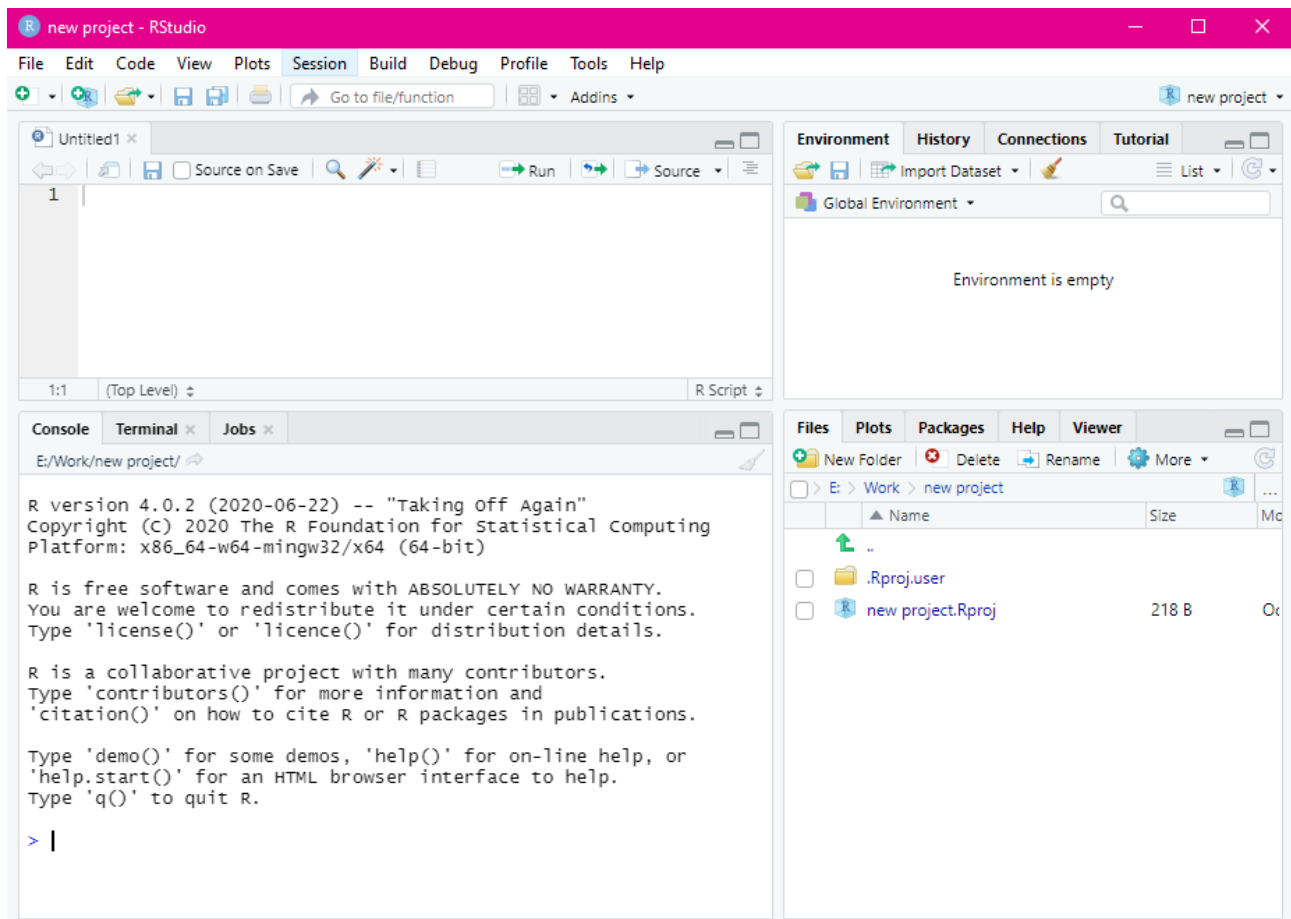 new project - RStudio
File Edit Code View Plots Session Build Debug Profile Tools Help
Go to file/function Addins new project
Untitled1
Source on Save Run Source
1
1:1 (Top Level) R Script
Environment History Connections Tutorial
Import Dataset List
Global Environment
Environment is empty
Console Terminal Jobs
E:/Work/new project/
R version 4.0.2 (2020-06-22) -- "Taking Off Again"
Copyright (C) 2020 The R Foundation for Statistical Computing
Platform: x86_64-w64-mingw32/x64 (64-bit)
R is free software and comes with ABSOLUTELY NO WARRANTY.
You are welcome to redistribute it under certain conditions.
Type 'license()' or 'licence()' for distribution details.
R is a collaborative project with many contributors.
Type 'contributors()' for more information and
'citation()' on how to cite R or R packages in publications.
Type 'demo()' for some demos, 'help()' for on-line help, or
'help.start()' for an HTML browser interface to help.
Type 'q()' to quit R.
>
Files Plots Packages Help Viewer
New Folder Delete Rename More
E: > Work > new project ...
Name Size Mo
..
.Rproj.user
new project.Rproj 218 B Oc